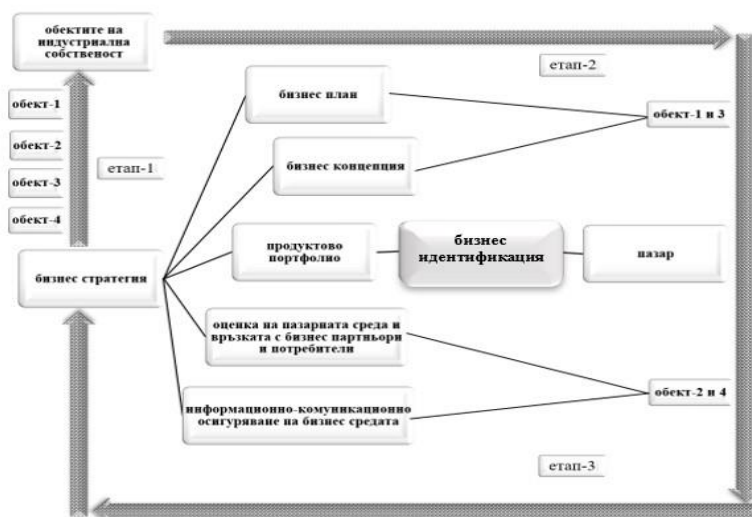 обектите на
индустриална
собственост
етап-2
бизнес план
обект-1
обект-1 и 3
обект-2
етап-1
бизнес концепция
обект-3
обект-4
продуктово
портфолио
бизнес
идентификация
пазар
бизнес стратегия
оценка на пазарната среда и
връзката с бизнес партньори
и потребители
обект-2 и 4
информационно-комуникационно
осигуряване на бизнес средата
етап-3